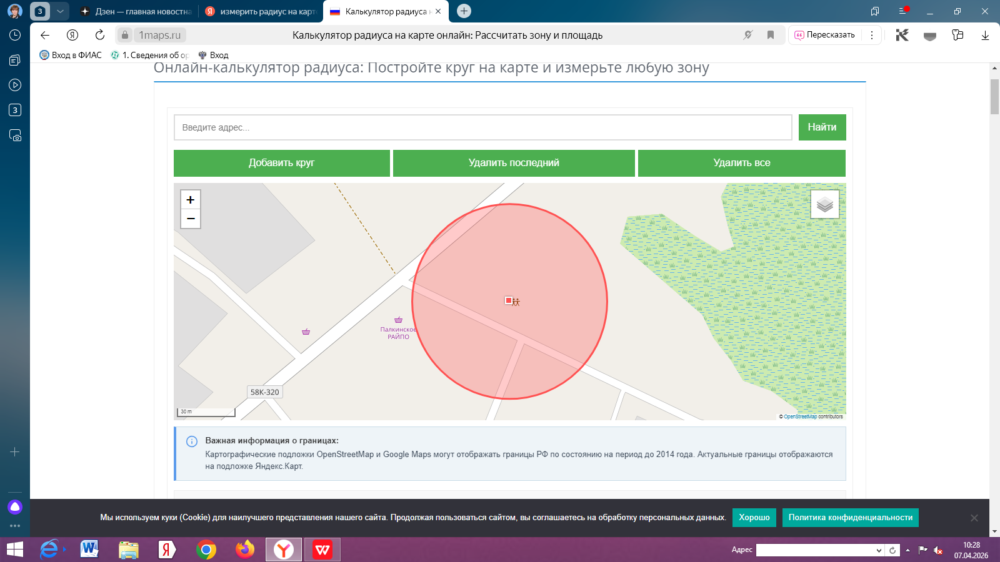 3
Дзен — главная новостна
измерить радиус на карт
Калькулятор радиуса н
1maps.ru
Калькулятор радиуса на карте онлайн: Рассчитать зону и площадь
Пересказать
Вход в ФИАС
1. Сведения об ор
Вход
3
Онлайн-калькулятор радиуса: Постройте круг на карте и измерьте любую зону
Введите адрес...
Найти
Добавить круг
Удалить последний
Удалить все
+
−
Палкинское
РАЙПО
58К-320
30 m
© OpenStreetMap contributors
Важная информация о границах:
Картографические подложки OpenStreetMap и Google Maps могут отображать границы РФ по состоянию на период до 2014 года. Актуальные границы отображаются
на подложке Яндекс.Карт.
Мы используем куки (Cookie) для наилучшего представления нашего сайта. Продолжая пользоваться сайтом, вы соглашаетесь на обработку персональных данных.
Хорошо
Политика конфиденциальности
Адрес
10:28
07.04.2026